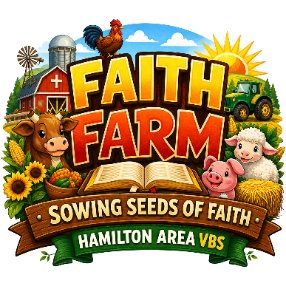 FAITH
FARM
SOWING SEEDS OF FAITH
HAMILTON AREA VBS